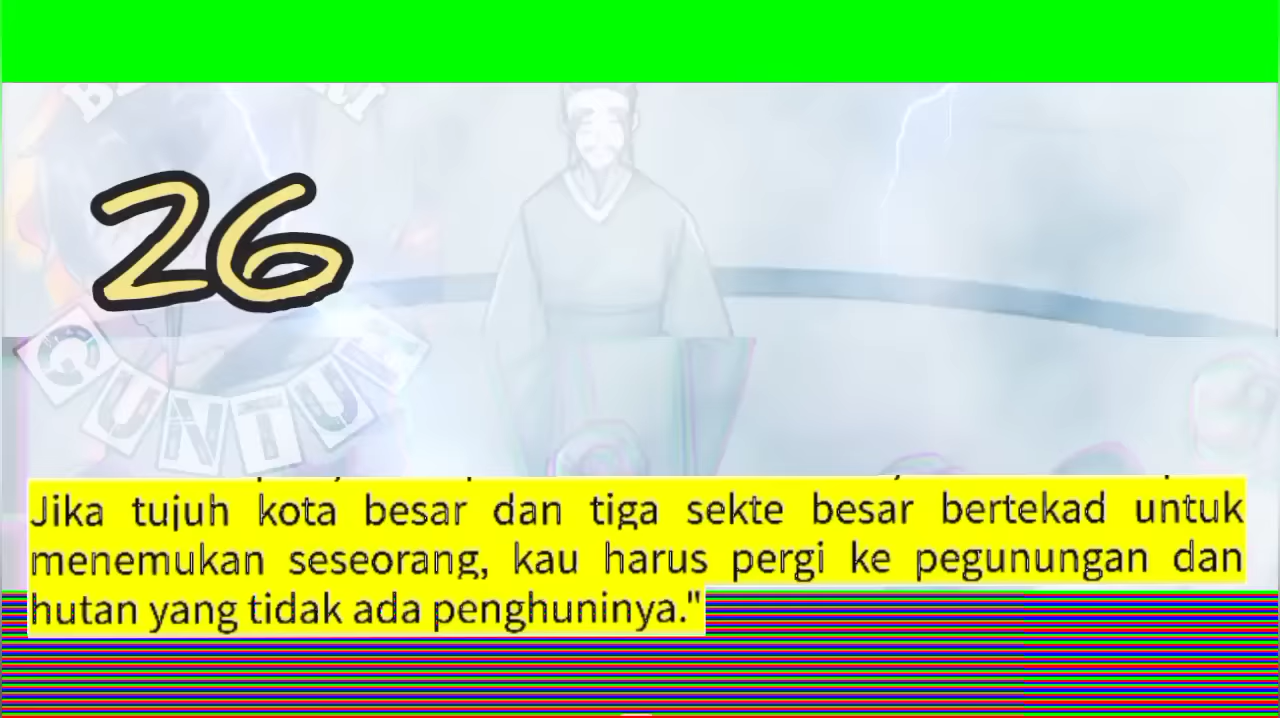 26
GUNTUR
Jika tujuh kota besar dan tiga sekte besar bertekad untuk
menemukan seseorang, kau harus pergi ke pegunungan dan
hutan yang tidak ada penghuninya."